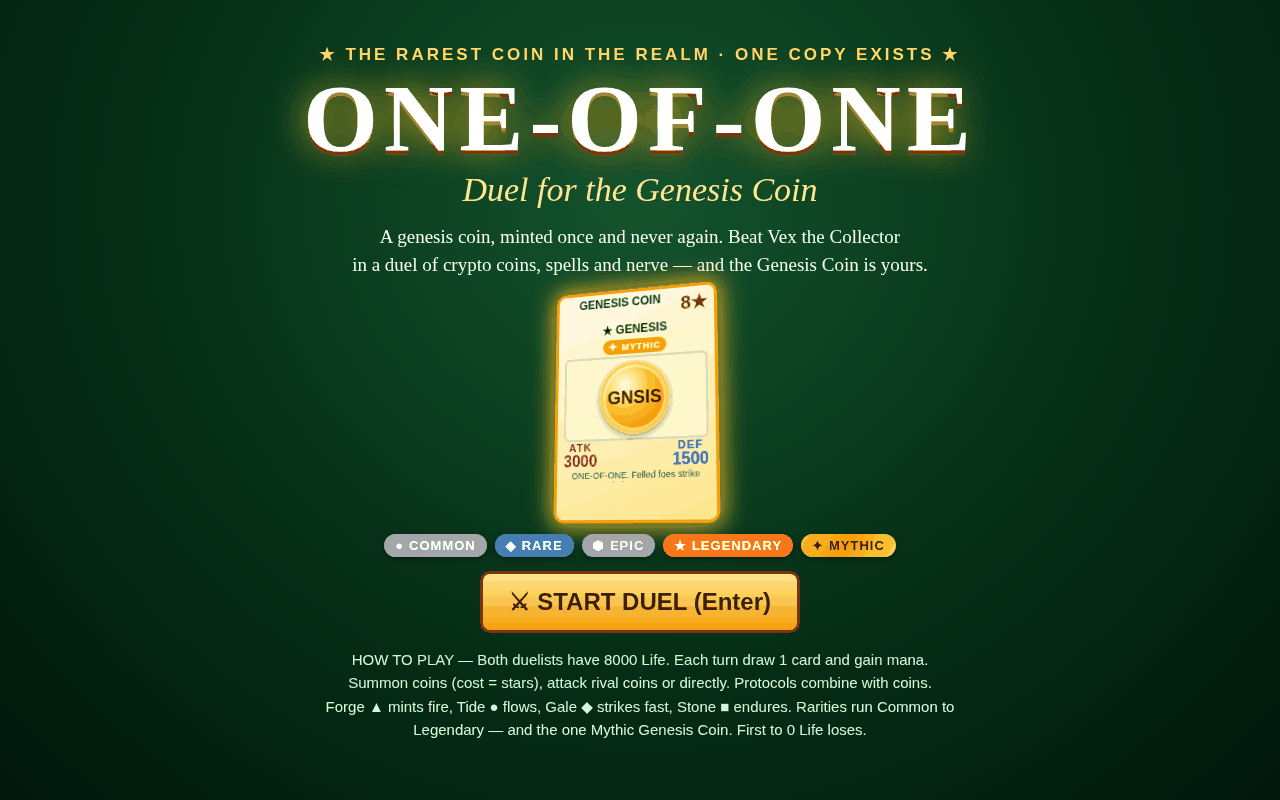 ★ THE RAREST COIN IN THE REALM · ONE COPY EXISTS ★
ONE-OF-ONE
Duel for the Genesis Coin
A genesis coin, minted once and never again. Beat Vex the Collector
in a duel of crypto coins, spells and nerve — and the Genesis Coin is yours.
GENESIS COIN 8★
★ GENESIS
✦ MYTHIC
GNSIS
ATK DEF
3000 1500
ONE-OF-ONE. Felled foes strike
● COMMON ◆ RARE ⬢ EPIC ★ LEGENDARY ✦ MYTHIC
⚔ START DUEL (Enter)
HOW TO PLAY — Both duelists have 8000 Life. Each turn draw 1 card and gain mana.
Summon coins (cost = stars), attack rival coins or directly. Protocols combine with coins.
Forge ▲ mints fire, Tide ● flows, Gale ◆ strikes fast, Stone ■ endures. Rarities run Common to
Legendary — and the one Mythic Genesis Coin. First to 0 Life loses.